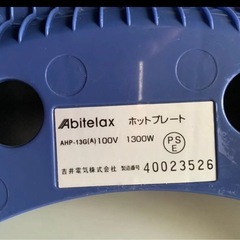 Abitelax ホットプレート
AHP-13G(A) 100V 1300W
PS
E
吉井電気株式会社 製造番号 40023526